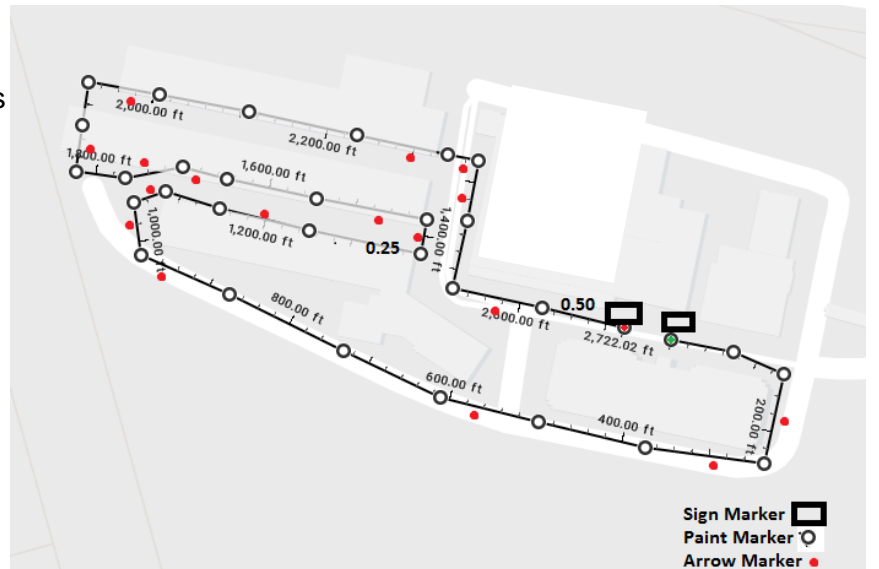 s
2,000.00 ft
2,200.00 ft
1,800.00 ft
1,600.00 ft
1,000.00 ft
1,200.00 ft
0.25
1,400.00 ft
800.00 ft
0.50
2,600.00 ft
2,722.02 ft
600.00 ft
200.00 ft
400.00 ft
Sign Marker
Paint Marker
Arrow Marker